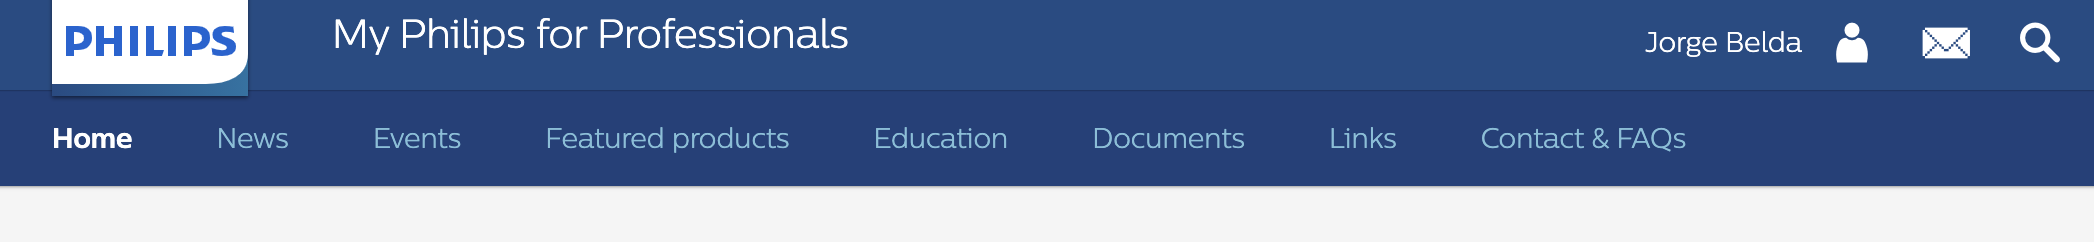 PHILIPS
My Philips for Professionals
Jorge Belda
Home News Events Featured products Education Documents Links Contact & FAQs